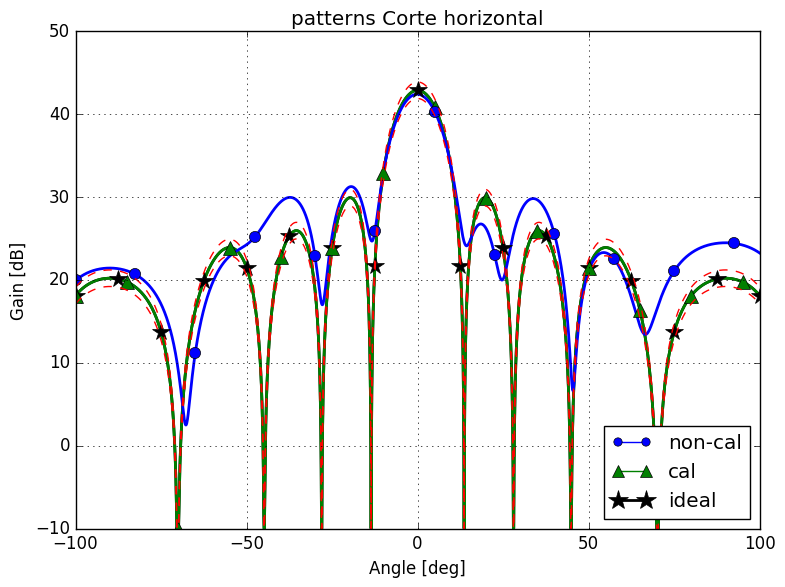 patterns Corte horizontal
Gain [dB]
50
40
30
20
10
0
−10
−100
−50
0
50
100
Angle [deg]
non-cal
cal
ideal